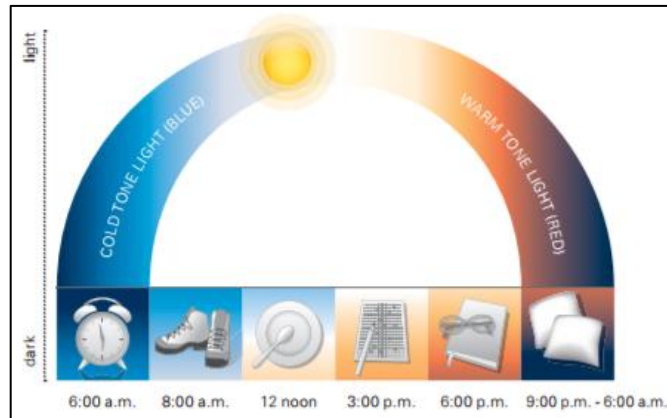 light
COLD TONE LIGHT (BLUE)
WARM TONE LIGHT (RED)
dark
6:00 a.m. 8:00 a.m. 12 noon 3:00 p.m. 6:00 p.m. 9:00 p.m. - 6:00 a.m.